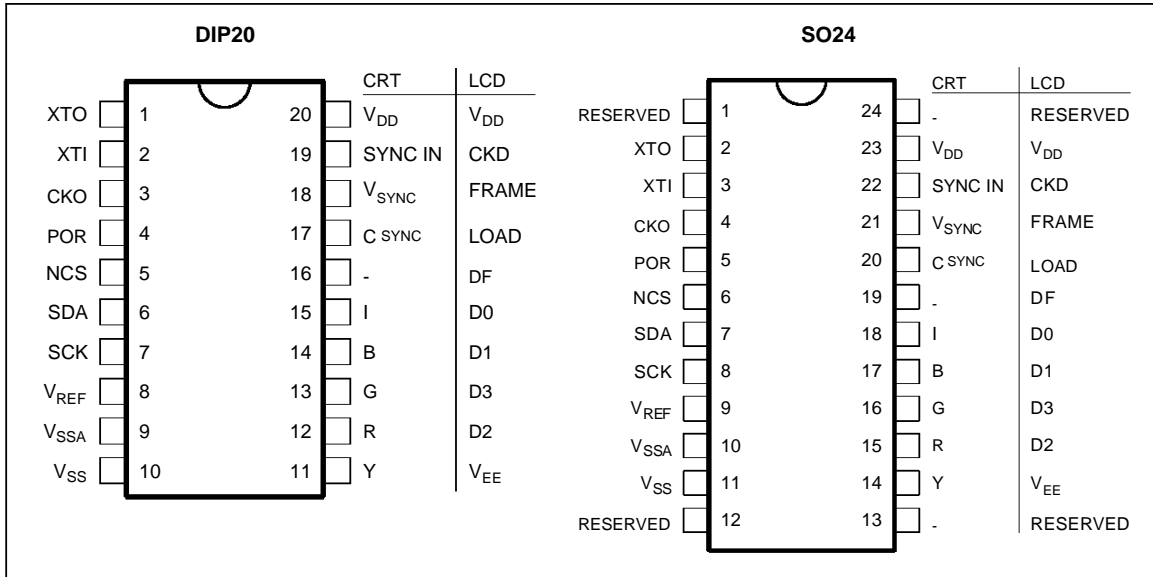 DIP20
CRT LCD
XTO 1 20 VDD VDD
XTI 2 19 SYNC IN CKD
CKO 3 18 VSYNC FRAME
POR 4 17 C SYNC LOAD
NCS 5 16 - DF
SDA 6 15 I D0
SCK 7 14 B D1
VREF 8 13 G D3
VSSA 9 12 R D2
VSS 10 11 Y VEE
SO24
CRT LCD
RESERVED 1 24 - RESERVED
XTO 2 23 VDD VDD
XTI 3 22 SYNC IN CKD
CKO 4 21 VSYNC FRAME
POR 5 20 C SYNC LOAD
NCS 6 19 - DF
SDA 7 18 I D0
SCK 8 17 B D1
VREF 9 16 G D3
VSSA 10 15 R D2
VSS 11 14 Y VEE
RESERVED 12 13 - RESERVED